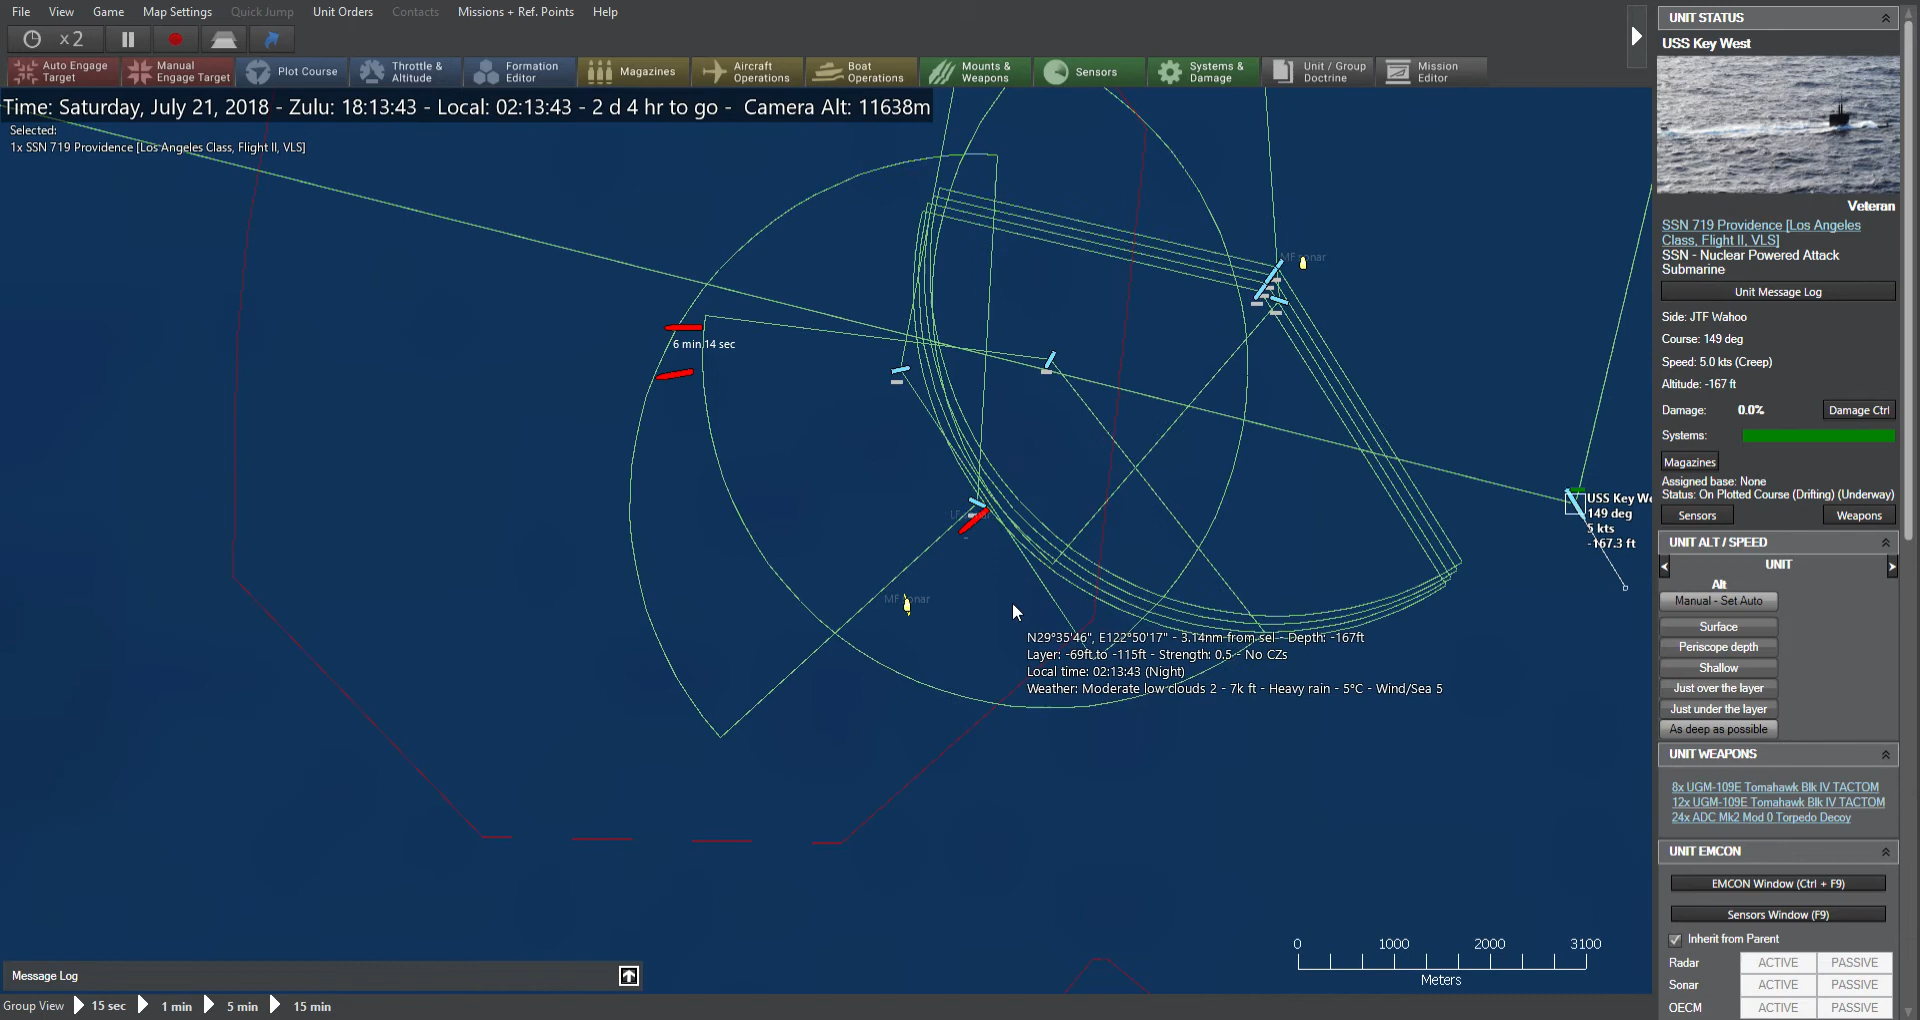 File View Game Map Settings Quick Jump Unit Orders Contacts Missions + Ref. Points Help
x 2
Auto Engage Target
Manual Engage Target
Plot Course
Throttle & Altitude
Formation Editor
Magazines
Aircraft Operations
Boat Operations
Mounts & Weapons
Sensors
Systems & Damage
Unit / Group Doctrine
Mission Editor
Time: Saturday, July 21, 2018 - Zulu: 18:13:43 - Local: 02:13:43 - 2 d 4 hr to go - Camera Alt: 11638m
Selected:
1x SSN 719 Providence [Los Angeles Class, Flight II, VLS]
MF sonar
6 min 14 sec
MF sonar
USS Key We
149 deg
5 kts
-167.3 ft
N29°35'46", E122°50'17" - 3.14nm from sel - Depth: -167ft
Layer: -69ft to -115ft - Strength: 0.5 - No CZs
Local time: 02:13:43 (Night)
Weather: Moderate low clouds 2 - 7k ft - Heavy rain - 5°C - Wind/Sea 5
0 1000 2000 3100
Meters
Message Log
Group View 15 sec 1 min 5 min 15 min
UNIT STATUS
USS Key West
Veteran
SSN 719 Providence [Los Angeles
Class, Flight II, VLS]
SSN - Nuclear Powered Attack
Submarine
Unit Message Log
Side: JTF Wahoo
Course: 149 deg
Speed: 5.0 kts (Creep)
Altitude: -167 ft
Damage: 0.0% Damage Ctrl
Systems:
Magazines
Assigned base: None
Status: On Plotted Course (Drifting) (Underway)
Sensors Weapons
UNIT ALT / SPEED
UNIT
Alt
Manual - Set Auto
Surface
Periscope depth
Shallow
Just over the layer
Just under the layer
As deep as possible
UNIT WEAPONS
8x UGM-109E Tomahawk Blk IV TACTOM
12x UGM-109E Tomahawk Blk IV TACTOM
24x ADC Mk2 Mod 0 Torpedo Decoy
UNIT EMCON
EMCON Window (Ctrl + F9)
Sensors Window (F9)
Inherit from Parent
Radar ACTIVE PASSIVE
Sonar ACTIVE PASSIVE
OECM ACTIVE PASSIVE